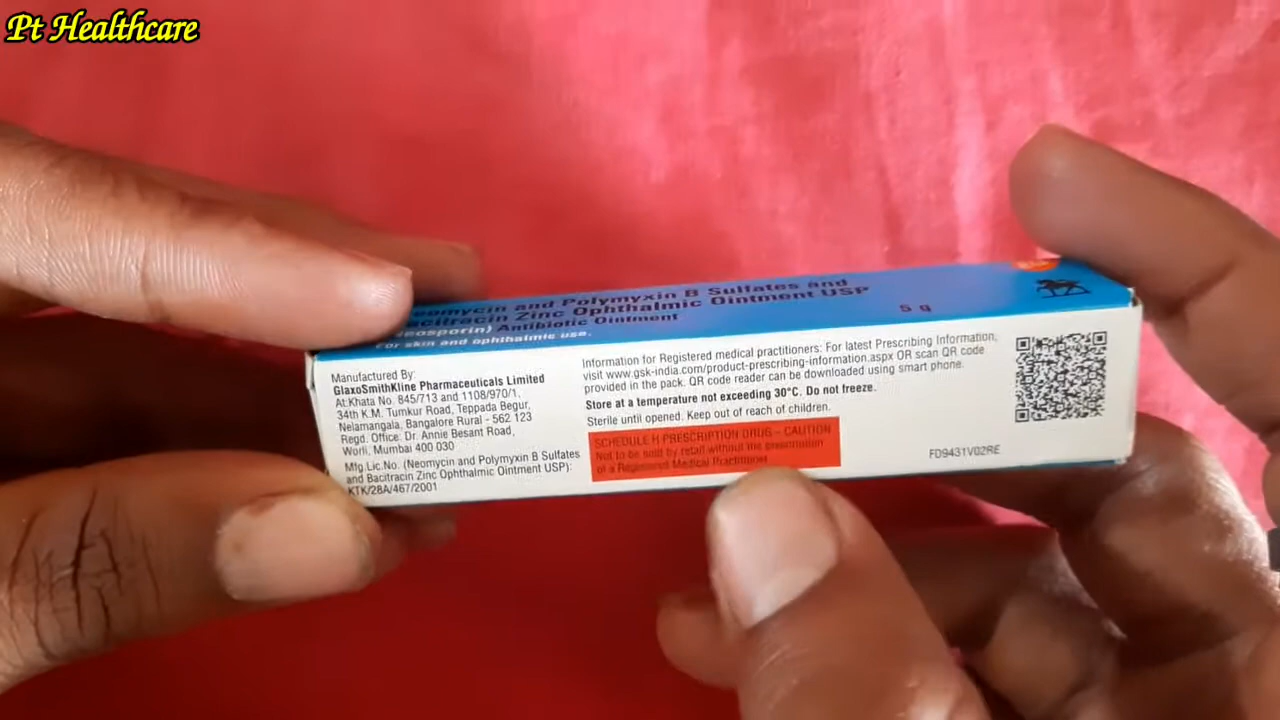 Pt Healthcare
eomycin and Polymyxin B Sulfates and
acitracin Zinc Ophthalmic Ointment USP
eosporin) Antibiotic Ointment
For skin and ophthalmic use.
5 g
Manufactured By:
GlaxoSmithKline Pharmaceuticals Limited
At:Khata No. 845/713 and 1108/970/1,
34th K.M. Tumkur Road, Teppada Begur,
Nelamangala, Bangalore Rural - 562 123
Regd. Office: Dr. Annie Besant Road,
Worli, Mumbai 400 030
Mfg.Lic.No. (Neomycin and Polymyxin B Sulfates
and Bacitracin Zinc Ophthalmic Ointment USP):
KTK/28A/467/2001
Information for Registered medical practitioners: For latest Prescribing Information,
visit www.gsk-india.com/product-prescribing-information.aspx OR scan QR code
provided in the pack. QR code reader can be downloaded using smart phone.
Store at a temperature not exceeding 30°C. Do not freeze.
Sterile until opened. Keep out of reach of children.
SCHEDULE H PRESCRIPTION DRUG - CAUTION
Not to be sold by retail without the prescription
of a Registered Medical Practitioner
FD9431V02RE